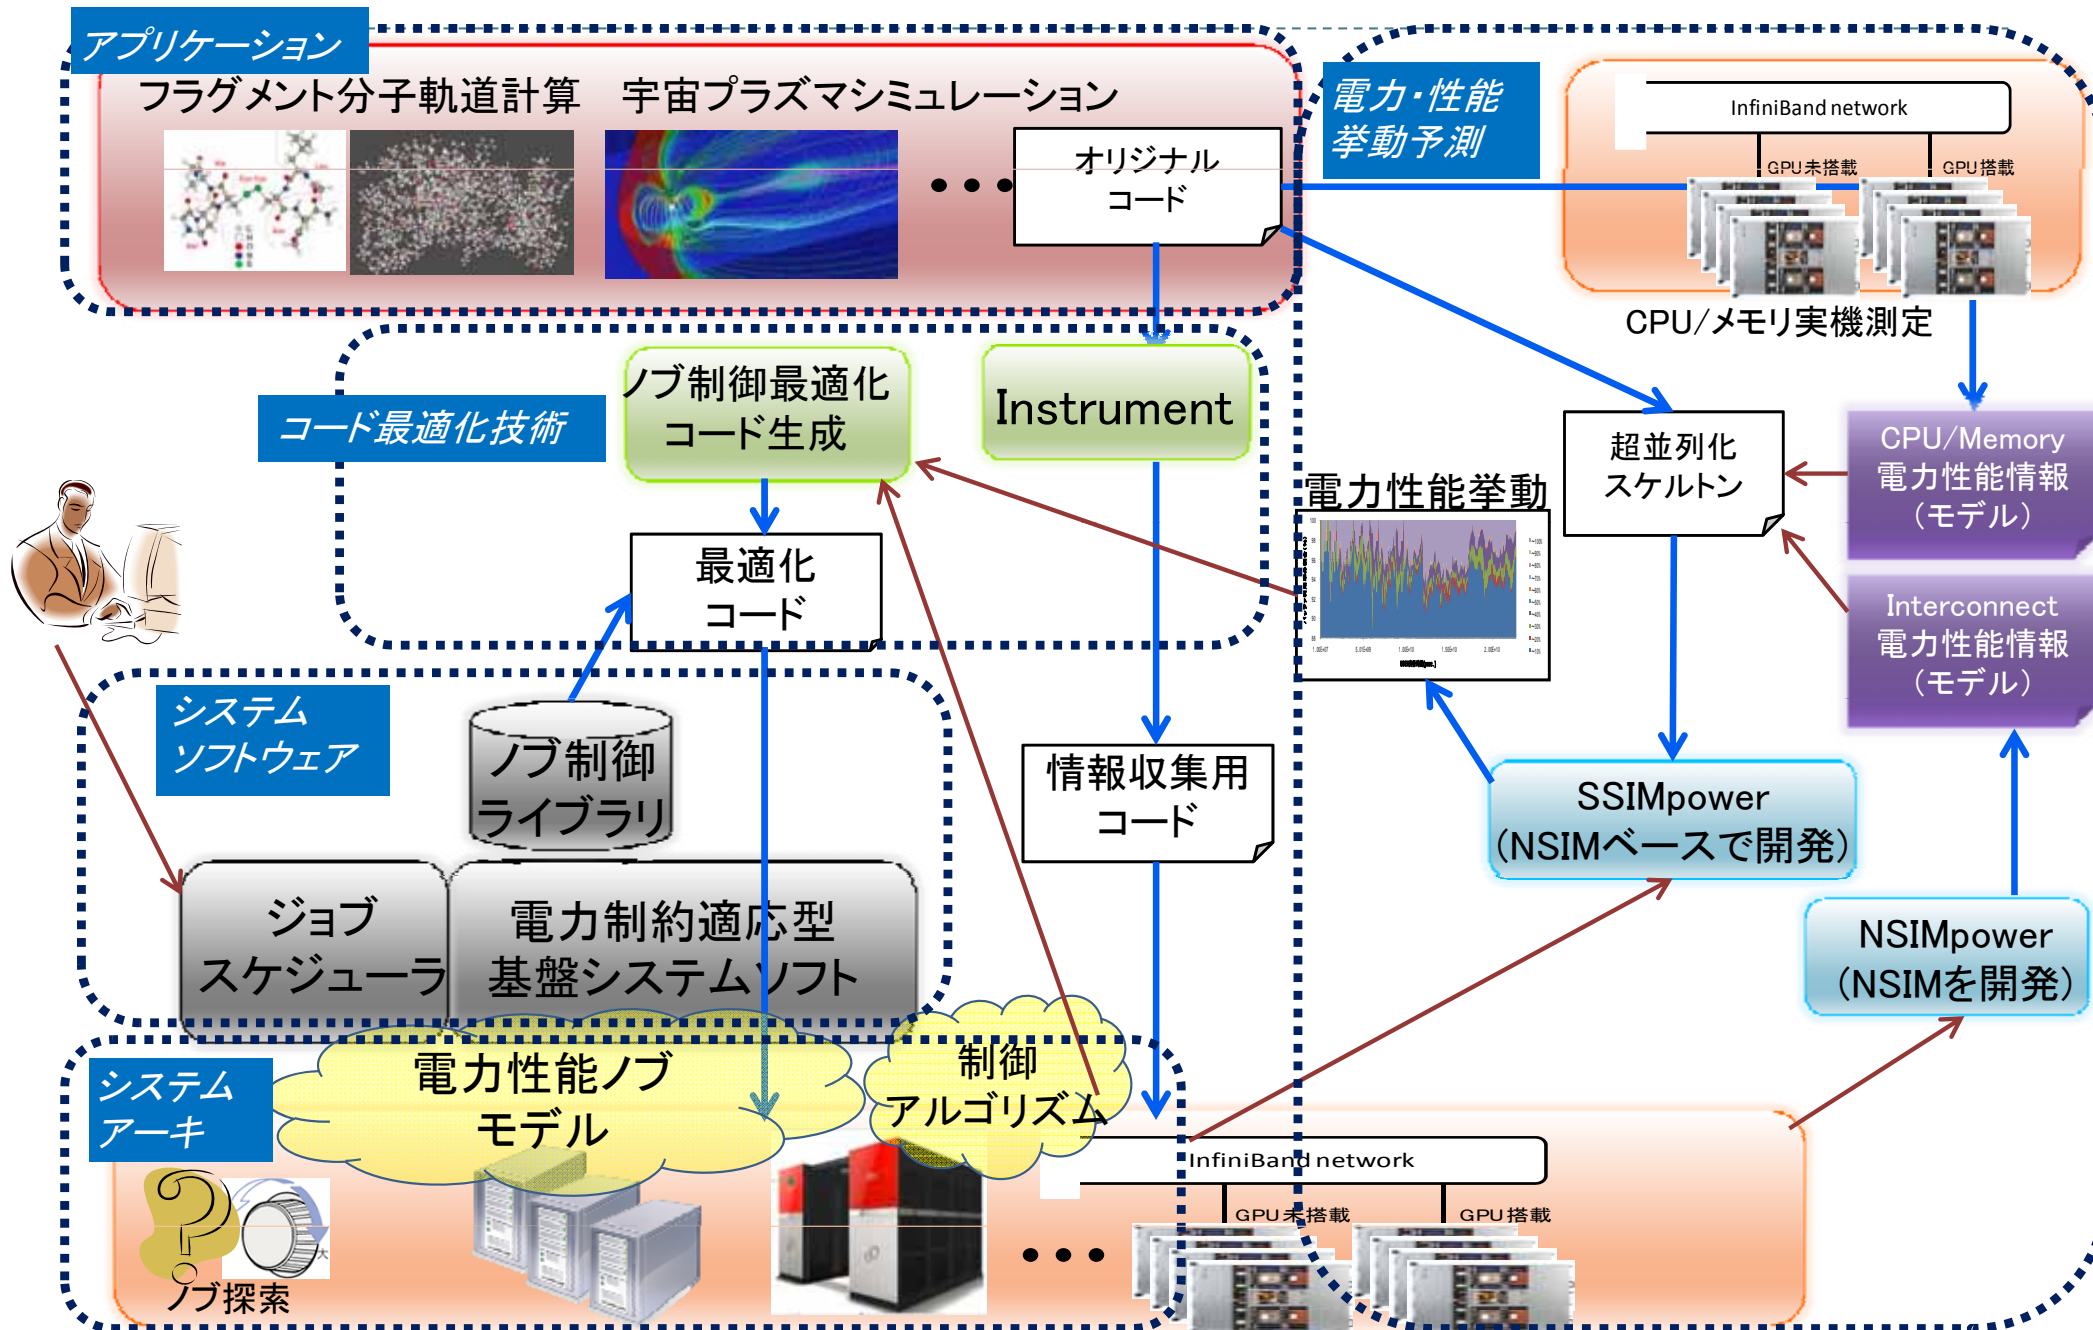 アプリケーション
フラグメント分子軌道計算
宇宙プラズマシミュレーション
オリジナル
コード
電力・性能
挙動予測
InfiniBand network
GPU未搭載
GPU搭載
CPU/メモリ実機測定
コード最適化技術
ノブ制御最適化
コード生成
Instrument
超並列化
スケルトン
CPU/Memory
電力性能情報
(モデル)
電力性能挙動
最適化
コード
Interconnect
電力性能情報
(モデル)
システム
ソフトウェア
ノブ制御
ライブラリ
情報収集用
コード
SSIMpower
(NSIMベースで開発)
ジョブ
スケジューラ
電力制約適応型
基盤システムソフト
NSIMpower
(NSIMを開発)
システム
アーキ
電力性能ノブ
モデル
制御
アルゴリズム
InfiniBand network
GPU未搭載
GPU搭載
大
ノブ探索